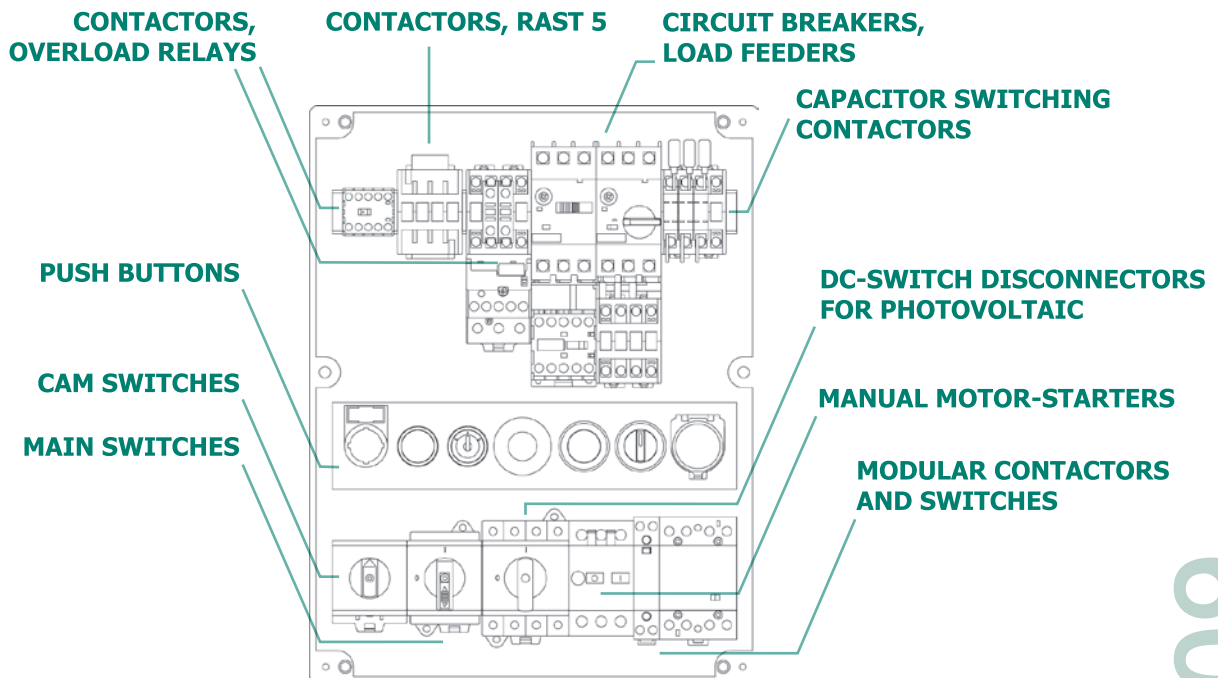 CONTACTORS,
OVERLOAD RELAYS
CONTACTORS, RAST 5
CIRCUIT BREAKERS,
LOAD FEEDERS
CAPACITOR SWITCHING
CONTACTORS
PUSH BUTTONS
DC-SWITCH DISCONNECTORS
FOR PHOTOVOLTAIC
CAM SWITCHES
MANUAL MOTOR-STARTERS
MAIN SWITCHES
MODULAR CONTACTORS
AND SWITCHES